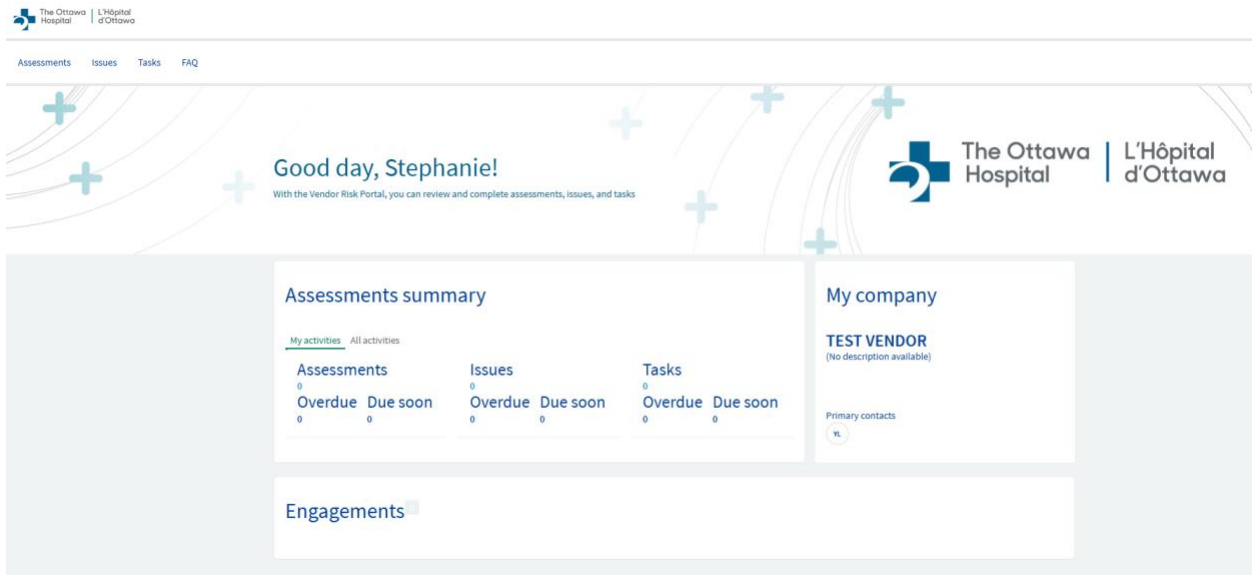 The Ottawa Hospital | L'Hôpital d'Ottawa
Assessments Issues Tasks FAQ
Good day, Stephanie!
With the Vendor Risk Portal, you can review and complete assessments, issues, and tasks
The Ottawa Hospital | L'Hôpital d'Ottawa
Assessments summary
My activities All activities
Assessments
0
Overdue Due soon
0 0
Issues
0
Overdue Due soon
0 0
Tasks
0
Overdue Due soon
0 0
My company
TEST VENDOR
(No description available)
Primary contacts
YL
Engagements